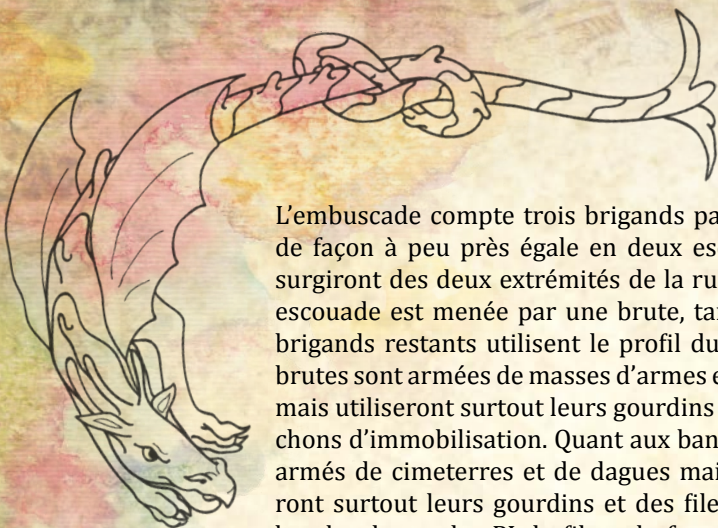 L’embuscade compte trois brigands pa
de façon à peu près égale en deux es
surgiront des deux extrémités de la ru
escouade est menée par une brute, tai
brigands restants utilisent le profil du
brutes sont armées de masses d’armes e
mais utiliseront surtout leurs gourdins
chons d’immobilisation. Quant aux ban
armés de cimeterres et de dagues mai
ront surtout leurs gourdins et des file